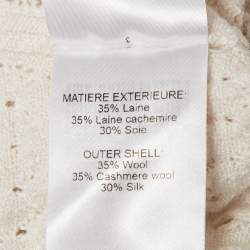 MATIERE EXTERIEURE:
35% Laine
35% Laine cachemire
30% Soie
OUTER SHELL:
35% Wool
35% Cashmere wool
30% Silk